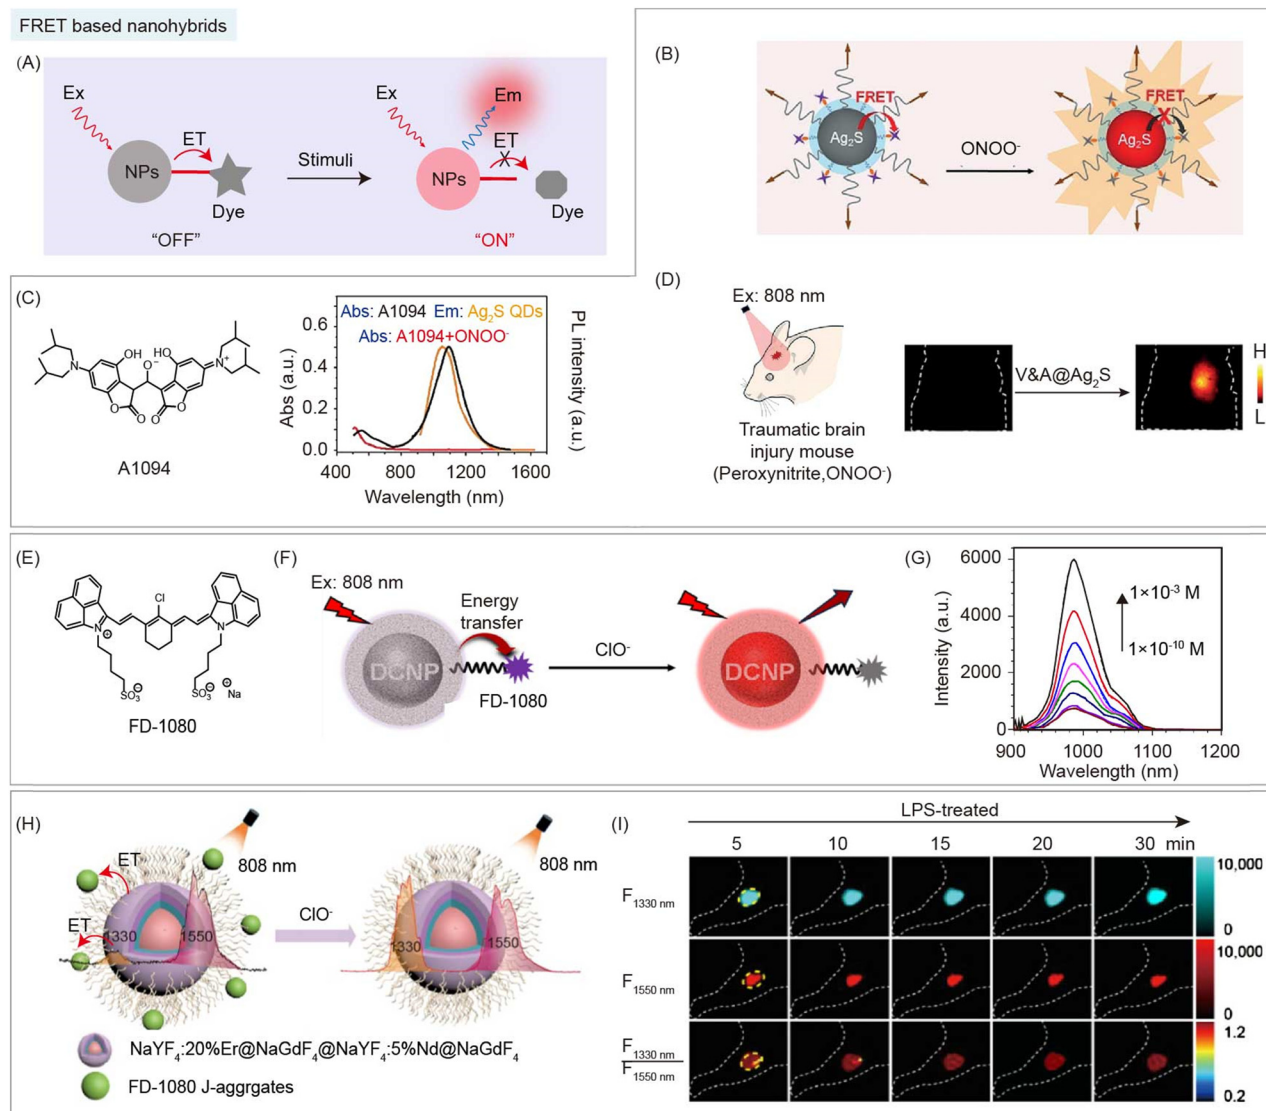 FRET based nanohybrids
(A)
Ex
NPs
ET
Dye
"OFF"
Stimuli
Ex
Em
ET
NPs
Dye
"ON"
(B)
FRET
Ag₂S
ONOO⁻
FRET
X
Ag₂S
(C)
OH
O⁻
HO
N
N⁺
O
O
O
O
A1094
Abs: A1094 Em: Ag₂S QDs
Abs: A1094+ONOO⁻
Abs (a.u.)
PL intensity (a.u.)
0.6
0.4
0.2
0.0
400 800 1200 1600
Wavelength (nm)
(D)
Ex: 808 nm
Traumatic brain
injury mouse
(Peroxynitrite,ONOO⁻)
V&A@Ag₂S
H
L
(E)
Cl
N
⊕
N
SO₃⊖
SO₃⊖
⊕
Na
FD-1080
(F)
Ex: 808 nm
Energy
transfer
DCNP
FD-1080
ClO⁻
DCNP
(G)
Intensity (a.u.)
6000
4000
2000
0
1×10⁻³ M
1×10⁻¹⁰ M
900 1000 1100 1200
Wavelength (nm)
(H)
808 nm
ET
ET
1330
1550
ClO⁻
808 nm
1330
1550
NaYF₄:20%Er@NaGdF₄@NaYF₄:5%Nd@NaGdF₄
FD-1080 J-aggrgates
(I)
LPS-treated
5 10 15 20 30 min
F₁₃₃₀ ₙₘ
10,000
0
F₁₅₅₀ ₙₘ
10,000
0
F₁₃₃₀ ₙₘ
F₁₅₅₀ ₙₘ
1.2
0.2